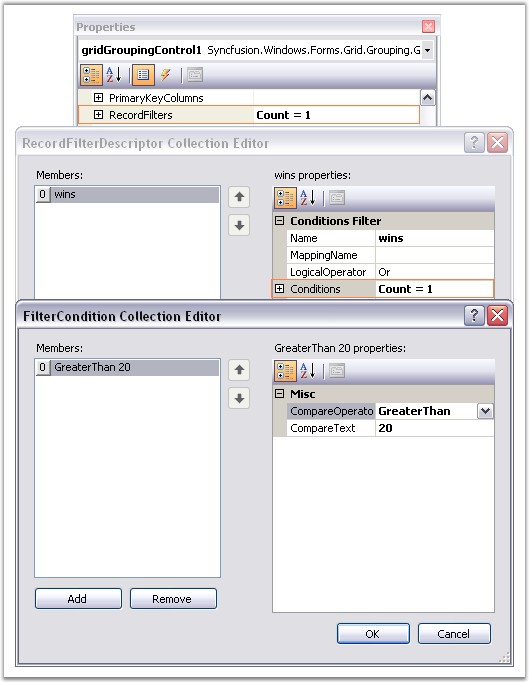 Properties
gridGroupingControl1 Syncfusion.Windows.Forms.Grid.Grouping.G
PrimaryKeyColumns
RecordFilters Count = 1
RecordFilterDescriptor Collection Editor
Members:
0 wins
wins properties:
Conditions Filter
Name wins
MappingName
LogicalOperator Or
Conditions Count = 1
FilterCondition Collection Editor
Members:
0 GreaterThan 20
Add Remove
GreaterThan 20 properties:
Misc
CompareOperato GreaterThan
CompareText 20
OK Cancel